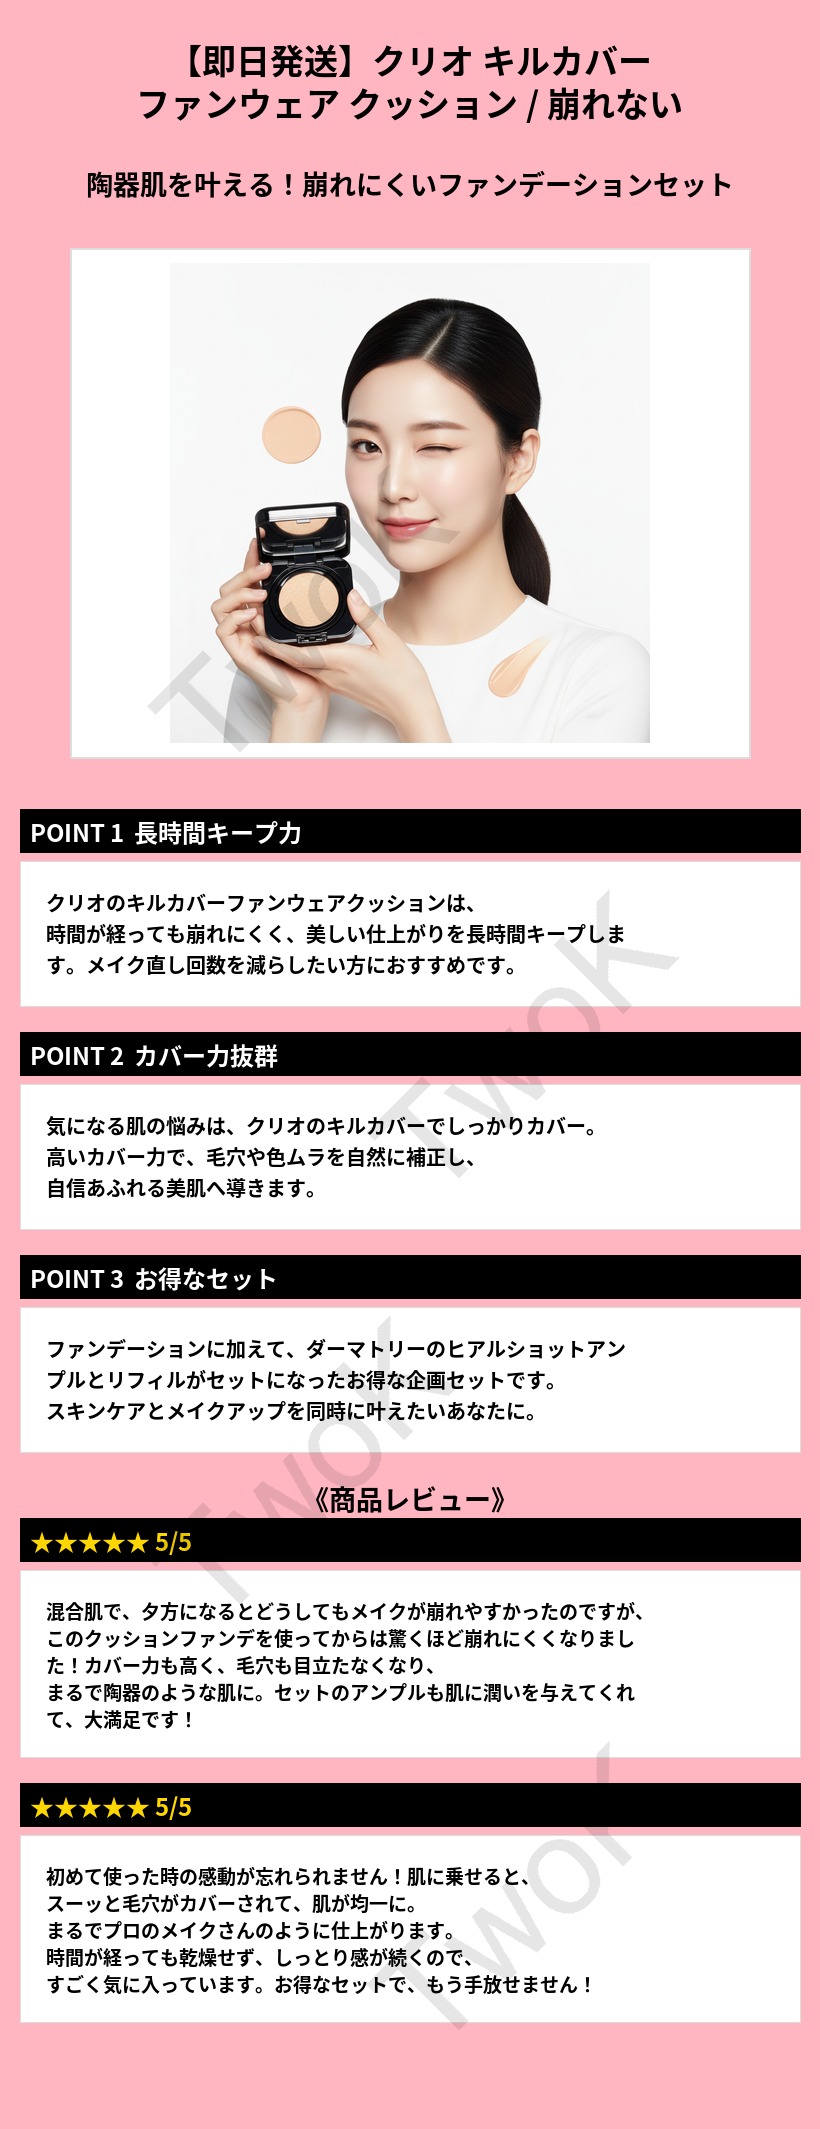 【即日発送】クリオ キルカバー
ファンウェア クッション / 崩れない
陶器肌を叶える！崩れにくいファンデーションセット
POINT 1 長時間キープ力
クリオのキルカバーファンウェアクッションは、
時間が経っても崩れにくく、美しい仕上がりを長時間キープしま
す。メイク直し回数を減らしたい方におすすめです。
POINT 2 カバー力抜群
気になる肌の悩みは、クリオのキルカバーでしっかりカバー。
高いカバー力で、毛穴や色ムラを自然に補正し、
自信あふれる美肌へ導きます。
POINT 3 お得なセット
ファンデーションに加えて、ダーマトリーのヒアルショットアン
プルとリフィルがセットになったお得な企画セットです。
スキンケアとメイクアップを同時に叶えたいあなたに。
《商品レビュー》
★★★★★ 5/5
混合肌で、夕方になるとどうしてもメイクが崩れやすかったのですが、
このクッションファンデを使ってからは驚くほど崩れにくくなりまし
た！カバー力も高く、毛穴も目立たなくなり、
まるで陶器のような肌に。セットのアンプルも肌に潤いを与えてくれ
て、大満足です！
★★★★★ 5/5
初めて使った時の感動が忘れられません！肌に乗せると、
スーッと毛穴がカバーされて、肌が均一に。
まるでプロのメイクさんのように仕上がります。
時間が経っても乾燥せず、しっとり感が続くので、
すごく気に入っています。お得なセットで、もう手放せません！
TwoK
TwoK
TwoK
TwoK